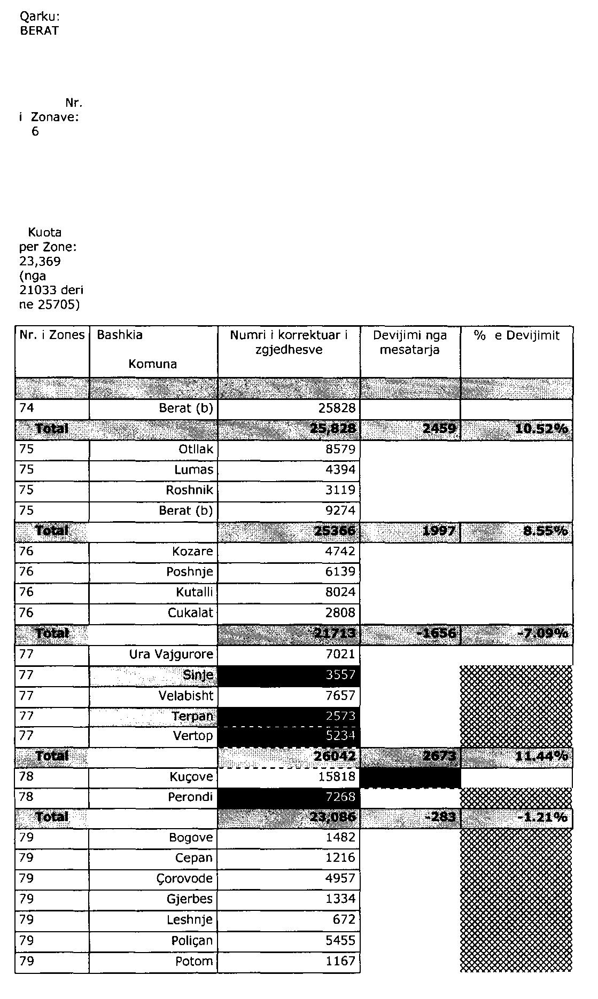 Qarku:
BERAT
Nr.
i Zonave:
6
Kuota
per Zone:
23,369
(nga
21033 deri
ne 25705)
Nr. i Zones Bashkia Numri i korrektuar i Devijimi nga % e Devijimit
zgjedhesve mesatarja
Komuna
74 Berat (b) 25828
Total 25,828 2459 10.52%
75 Otllak 8579
75 Lumas 4394
75 Roshnik 3119
75 Berat (b) 9274
Total 25366 1997 8.55%
76 Kozare 4742
76 Poshnje 6139
76 Kutalli 8024
76 Cukalat 2808
Total 21713 -1656 -7.09%
77 Ura Vajgurore 7021
77 Sinje 3557
77 Velabisht 7657
77 Terpan 2573
77 Vertop 5234
Total 26042 2673 11.44%
78 Kuçove 15818
78 Perondi 7268
Total 23,086 -283 -1.21%
79 Bogove 1482
79 Cepan 1216
79 Çorovode 4957
79 Gjerbes 1334
79 Leshnje 672
79 Poliçan 5455
79 Potom 1167